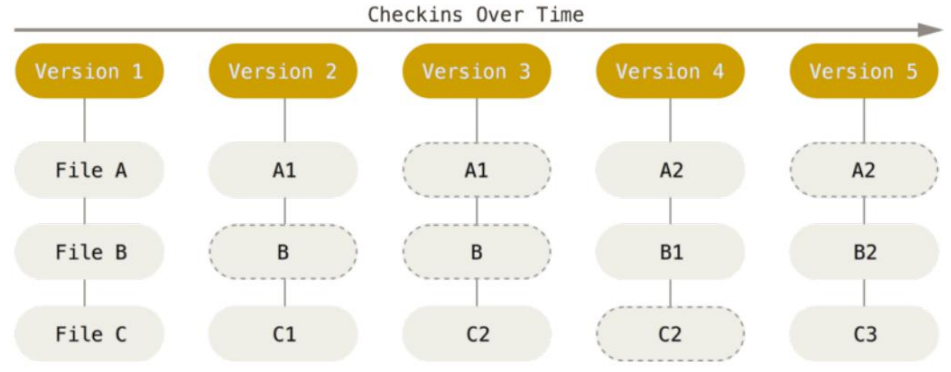 Checkins Over Time
Version 1 Version 2 Version 3 Version 4 Version 5
File A A1 A1 A2 A2
File B B B B1 B2
File C C1 C2 C2 C3